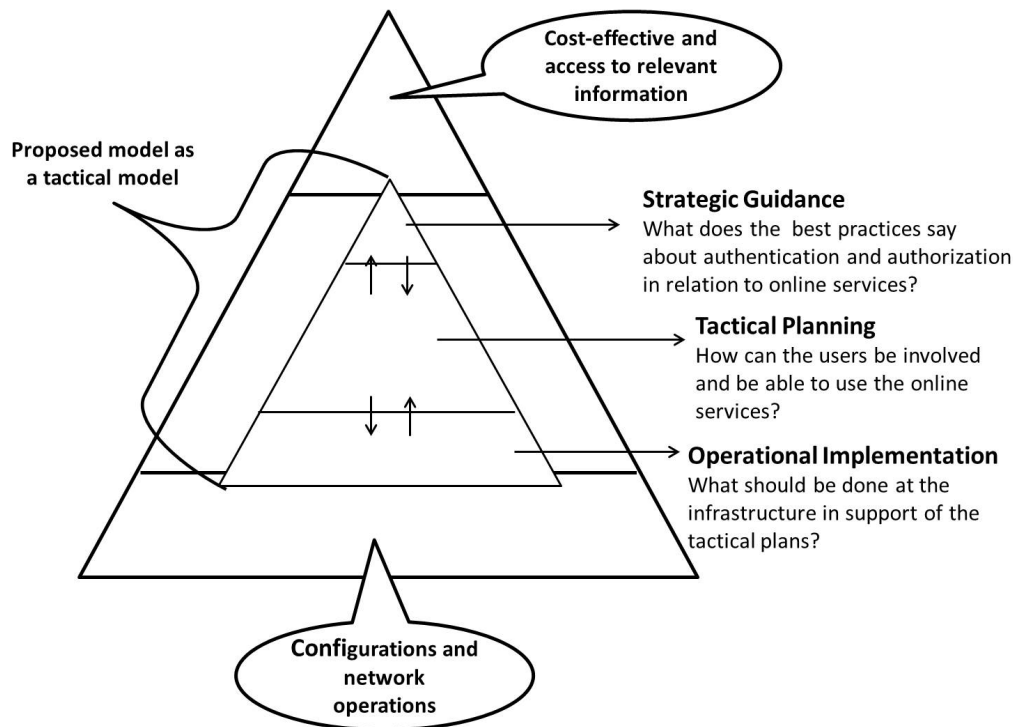 Cost-effective and
access to relevant
information
Proposed model as
a tactical model
Strategic Guidance
What does the best practices say
about authentication and authorization
in relation to online services?
Tactical Planning
How can the users be involved
and be able to use the online
services?
Operational Implementation
What should be done at the
infrastructure in support of the
tactical plans?
Configurations and
network
operations